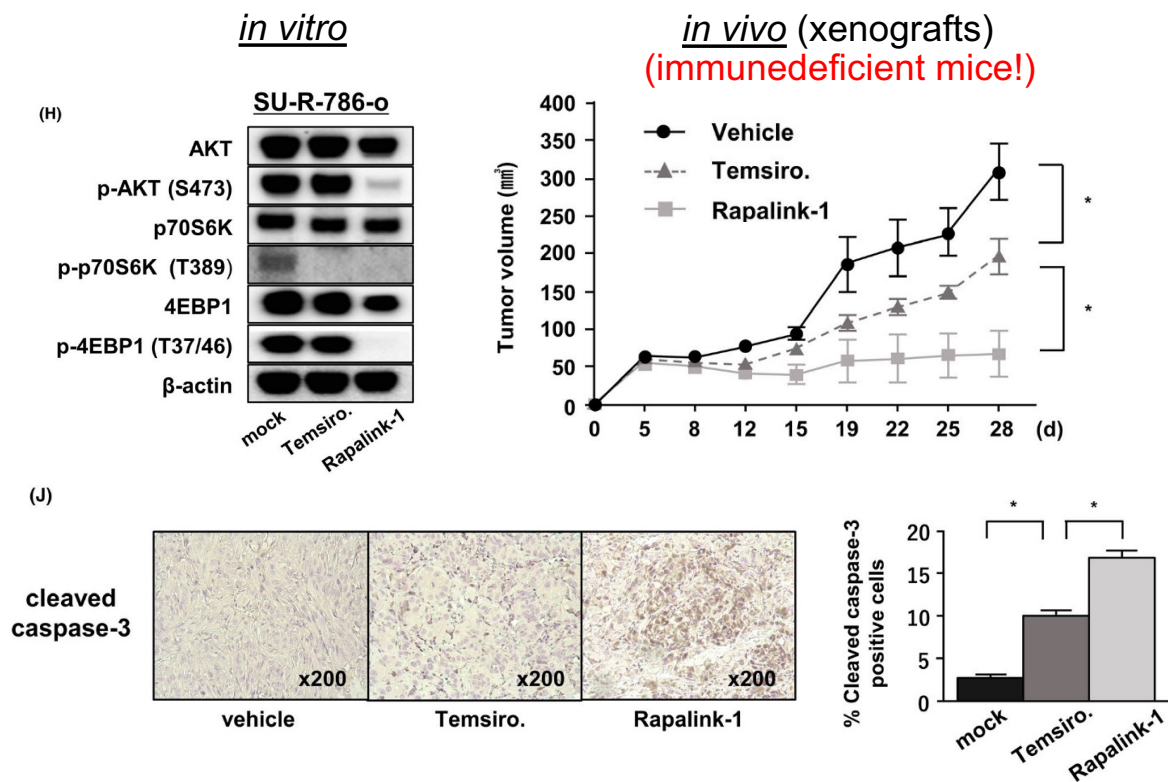 in vitro
in vivo (xenografts)
(immunedeficient mice!)
(H)
SU-R-786-o
AKT
p-AKT (S473)
p70S6K
p-p70S6K (T389)
4EBP1
p-4EBP1 (T37/46)
β-actin
mock
Temsiro.
Rapalink-1
Tumor volume (㎣)
400
350
300
250
200
150
100
50
0
Vehicle
Temsiro.
Rapalink-1
*
*
0 5 8 12 15 19 22 25 28 (d)
(J)
cleaved
caspase-3
x200
x200
x200
vehicle
Temsiro.
Rapalink-1
% Cleaved caspase-3
positive cells
20
15
10
5
0
*
*
mock
Temsiro.
Rapalink-1